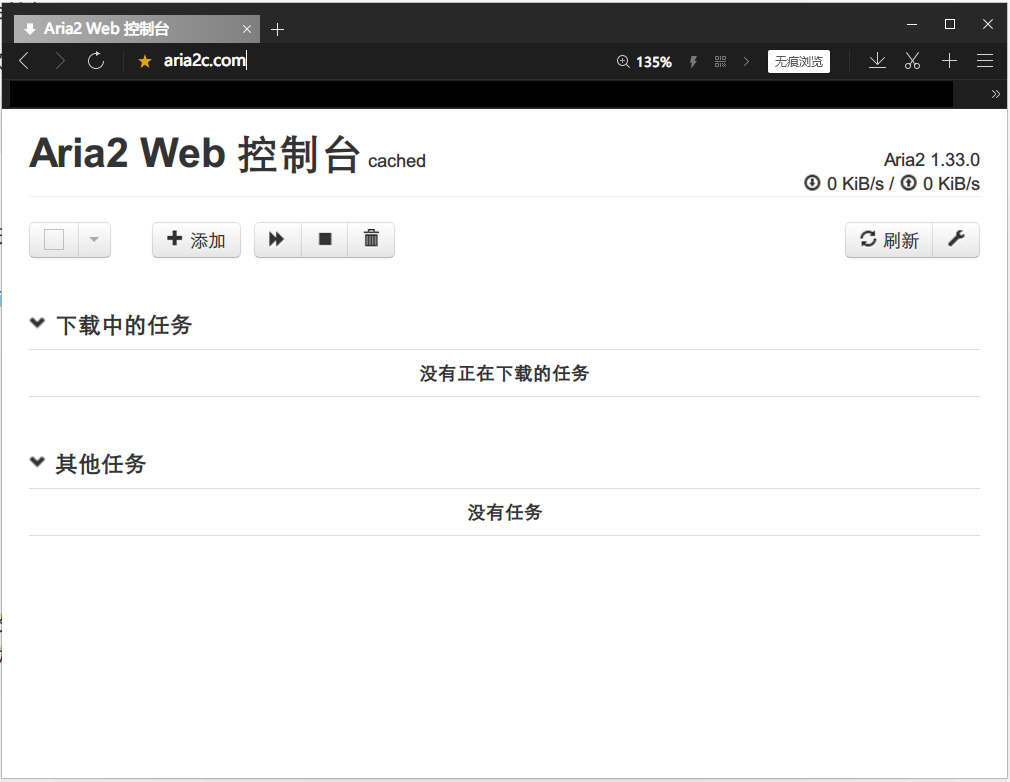 Aria2 Web 控制台
aria2c.com
135%
无痕浏览
Aria2 Web 控制台 cached
Aria2 1.33.0
0 KiB/s / 0 KiB/s
添加
刷新
下载中的任务
没有正在下载的任务
其他任务
没有任务